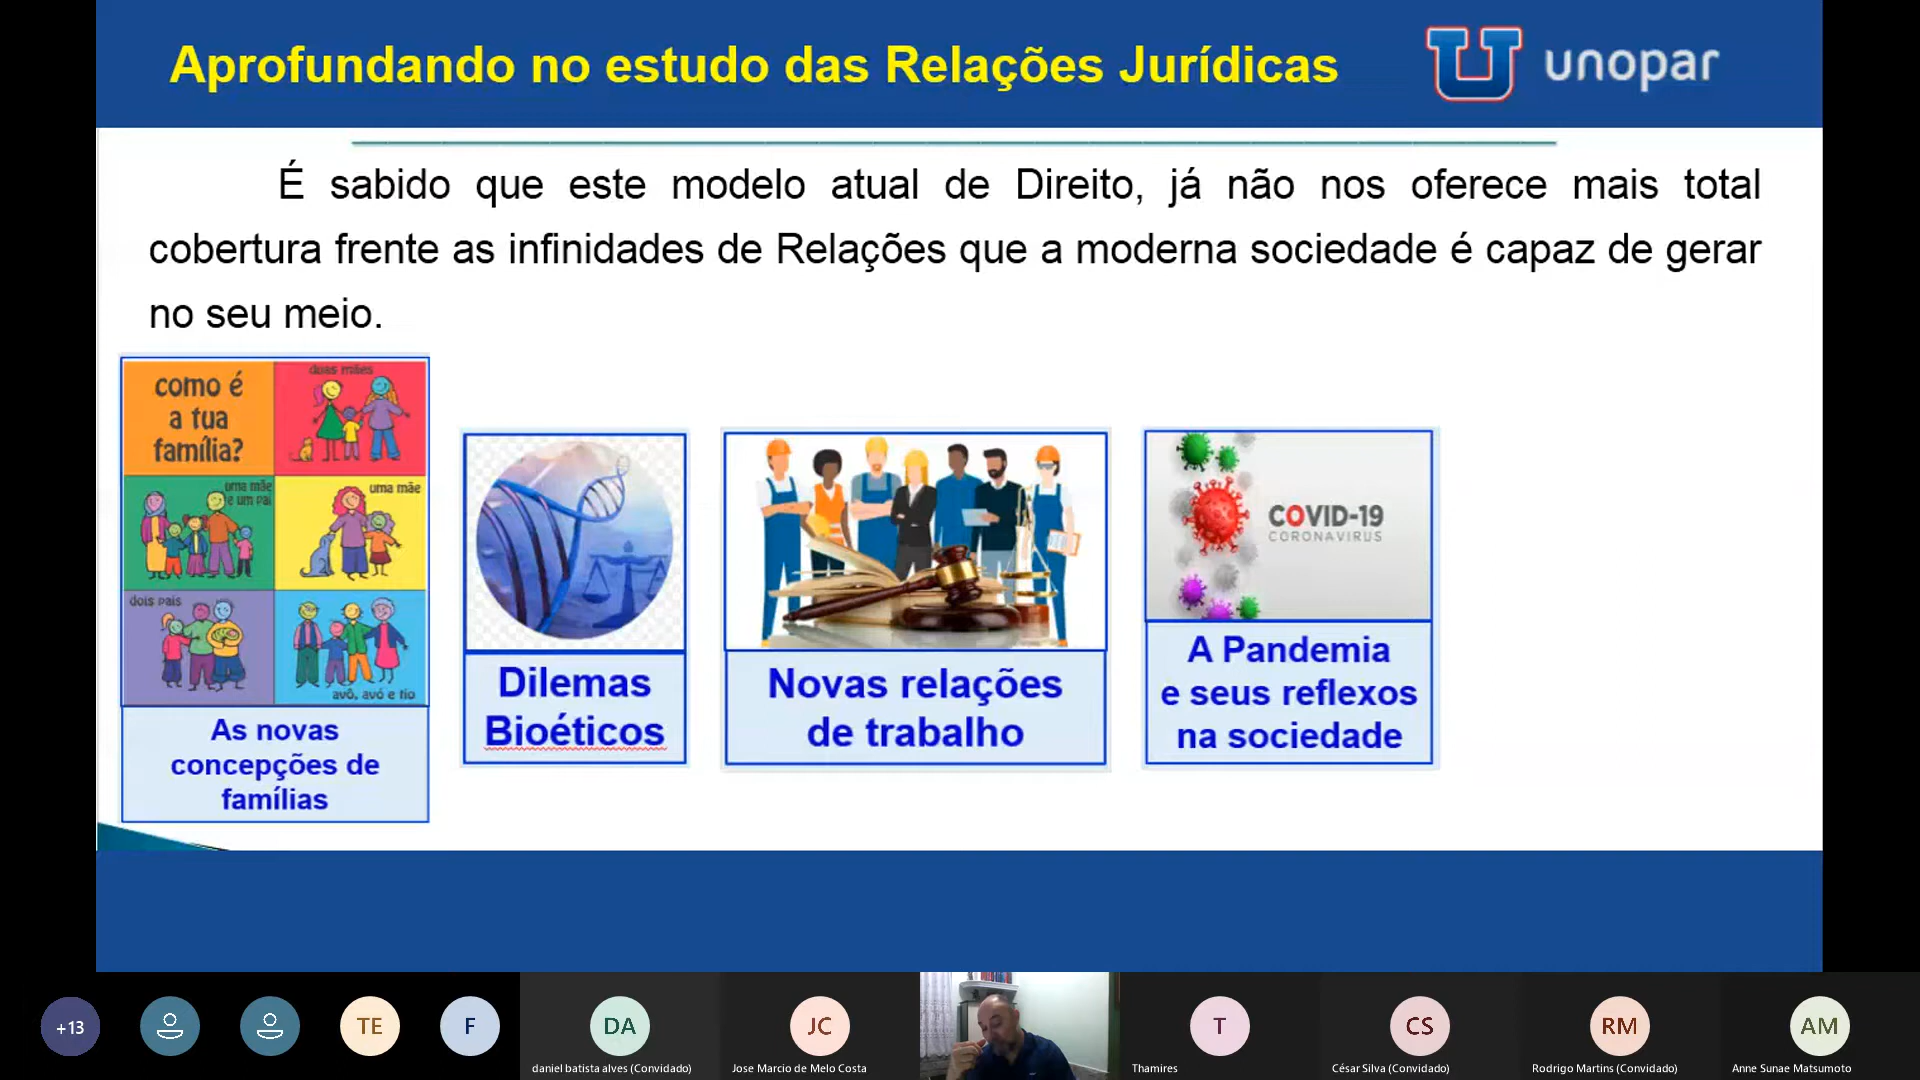 Aprofundando no estudo das Relações Jurídicas
unopar
É sabido que este modelo atual de Direito, já não nos oferece mais total
cobertura frente as infinidades de Relações que a moderna sociedade é capaz de gerar
no seu meio.
como é
a tua
família?
duas mães
uma mãe
e um pai
uma mãe
dois pais
avô, avó e tio
As novas
concepções de
famílias
Dilemas
Bioéticos
Novas relações
de trabalho
COVID-19
CORONAVIRUS
A Pandemia
e seus reflexos
na sociedade
+13
TE
F
DA
daniel batista alves (Convidado)
JC
Jose Marcio de Melo Costa
T
Thamires
CS
César Silva (Convidado)
RM
Rodrigo Martins (Convidado)
AM
Anne Sunae Matsumoto